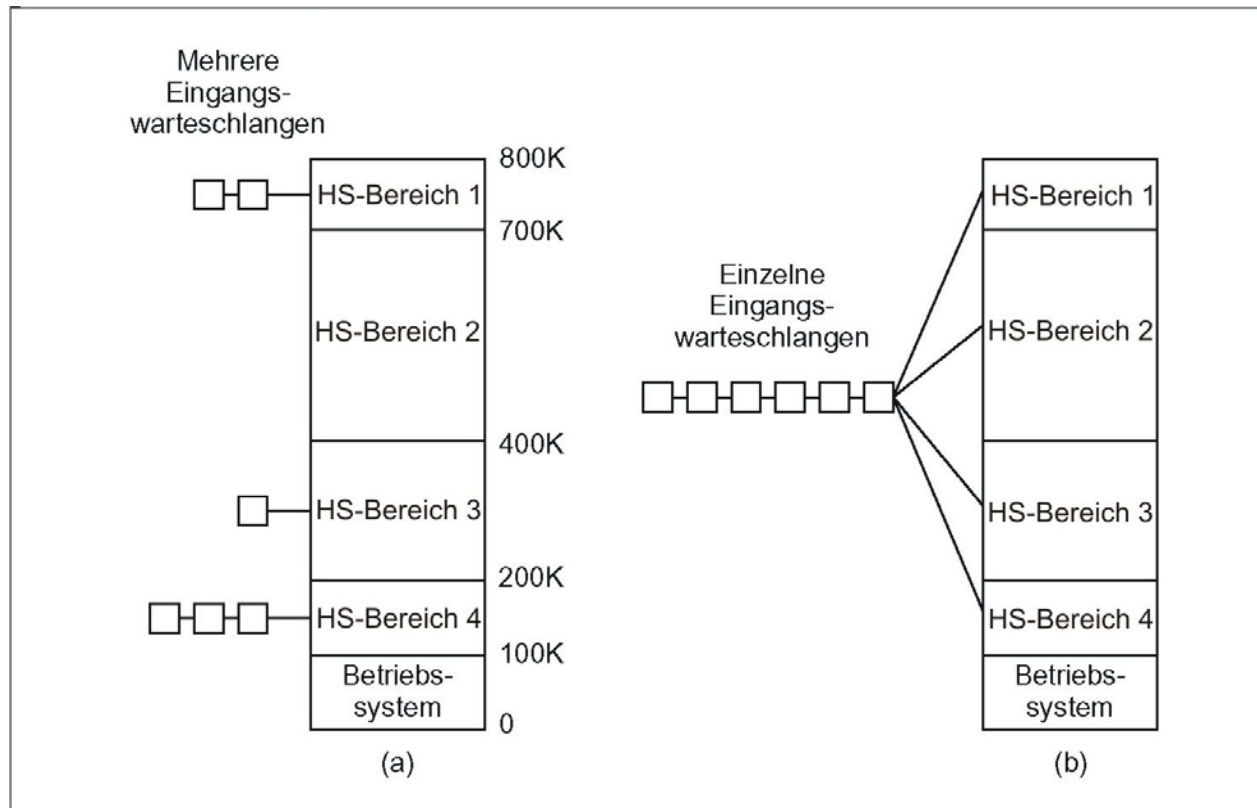 Mehrere
Eingangs-
warteschlangen
800K
HS-Bereich 1
700K
HS-Bereich 2
400K
HS-Bereich 3
200K
HS-Bereich 4
100K
Betriebs-
system
0
(a)
Einzelne
Eingangs-
warteschlangen
HS-Bereich 1
HS-Bereich 2
HS-Bereich 3
HS-Bereich 4
Betriebs-
system
(b)